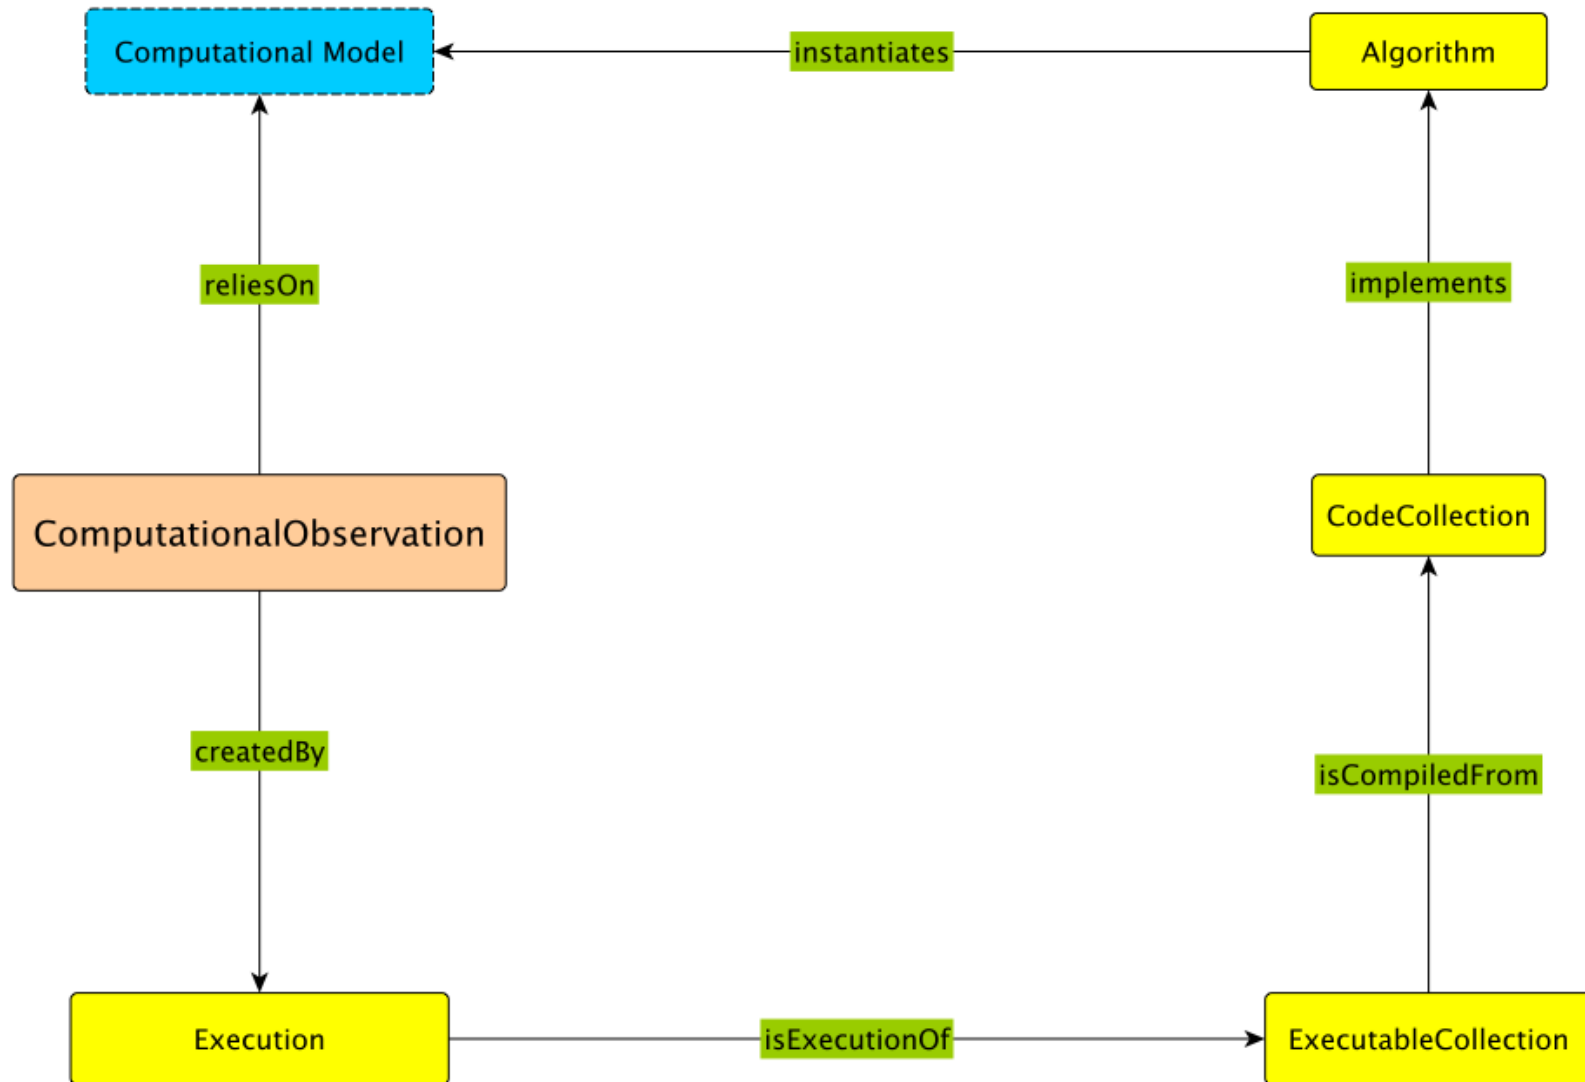 Computational Model
instantiates
Algorithm
reliesOn
implements
ComputationalObservation
CodeCollection
createdBy
isCompiledFrom
Execution
isExecutionOf
ExecutableCollection